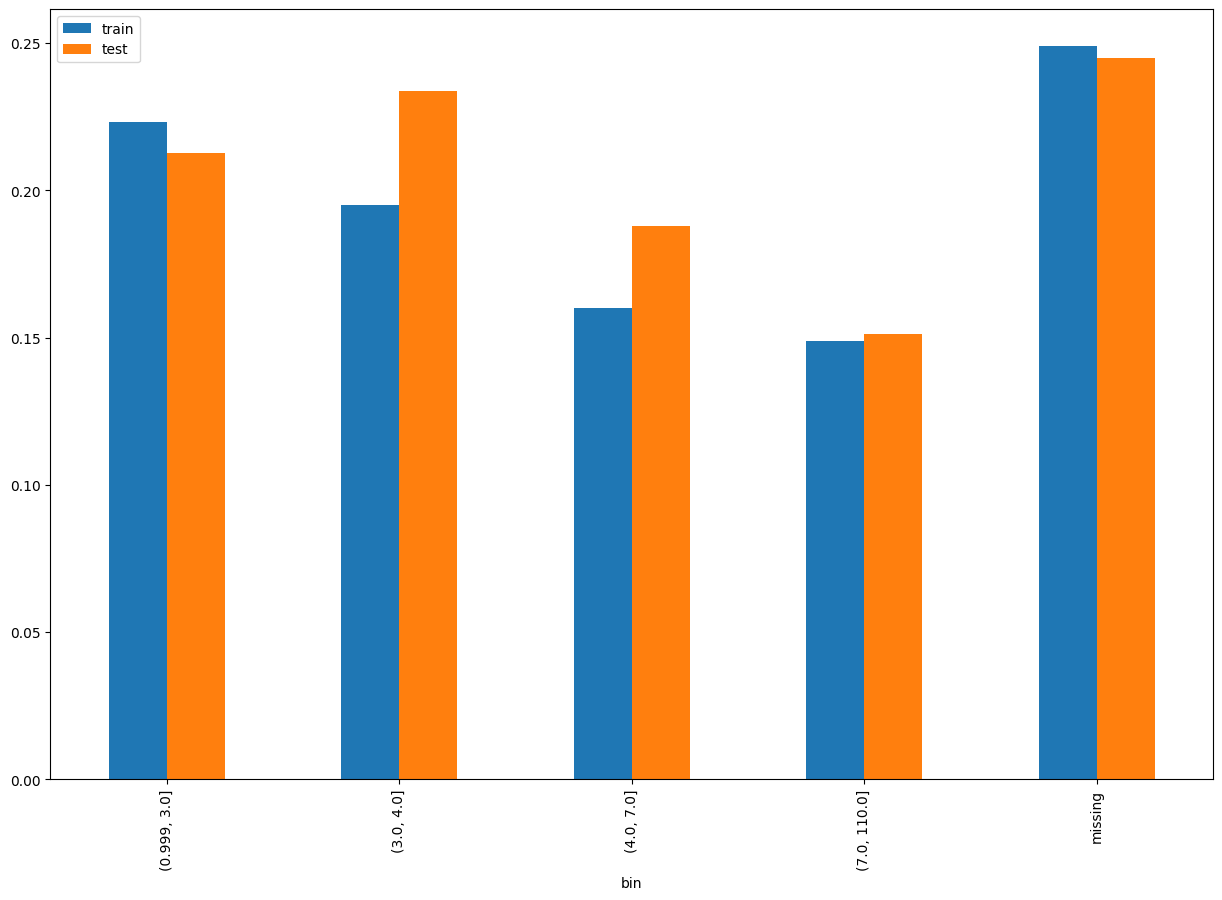 train
test
0.25
0.20
0.15
0.10
0.05
0.00
(0.999, 3.0]
(3.0, 4.0]
(4.0, 7.0]
(7.0, 110.0]
missing
bin